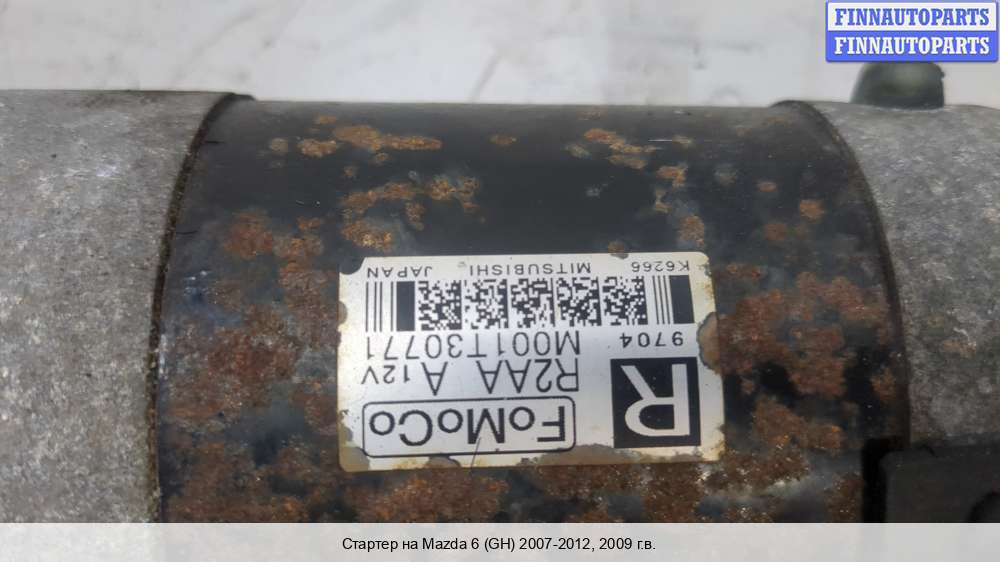 FINNAUTOPARTS
FINNAUTOPARTS
FoMoCo
R
R2AA A 12V
M001T30771
9704
K6266 MITSUBISHI JAPAN
Стартер на Mazda 6 (GH) 2007-2012, 2009 г.в.